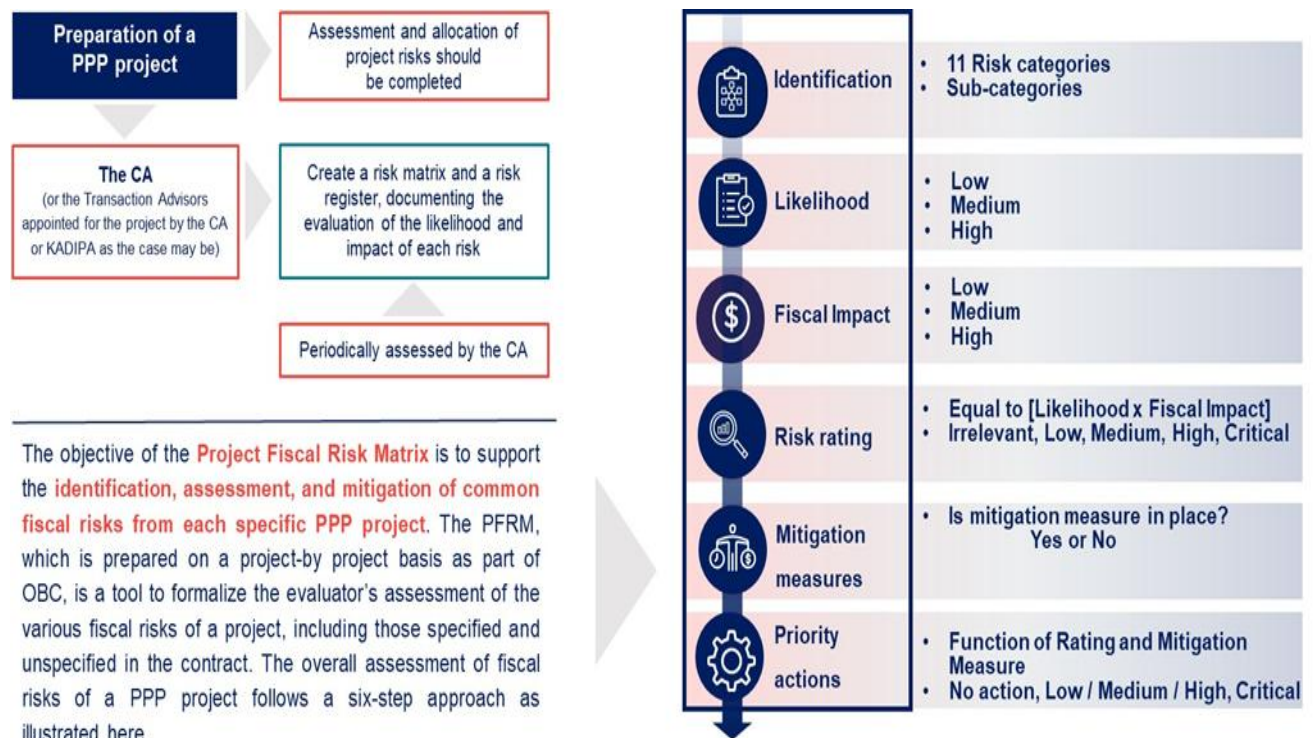 Preparation of a
PPP project
Assessment and allocation of
project risks should
be completed
The CA
(or the Transaction Advisors
appointed for the project by the CA
or KADIPA as the case may be)
Create a risk matrix and a risk
register, documenting the
evaluation of the likelihood and
impact of each risk
Periodically assessed by the CA
The objective of the Project Fiscal Risk Matrix is to support
the identification, assessment, and mitigation of common
fiscal risks from each specific PPP project. The PFRM,
which is prepared on a project-by project basis as part of
OBC, is a tool to formalize the evaluator's assessment of the
various fiscal risks of a project, including those specified and
unspecified in the contract. The overall assessment of fiscal
risks of a PPP project follows a six-step approach as
illustrated here
Identification
• 11 Risk categories
• Sub-categories
Likelihood
• Low
• Medium
• High
$
Fiscal Impact
• Low
• Medium
• High
Risk rating
• Equal to [Likelihood x Fiscal Impact]
• Irrelevant, Low, Medium, High, Critical
Mitigation
measures
• Is mitigation measure in place?
Yes or No
Priority
actions
• Function of Rating and Mitigation
Measure
• No action, Low / Medium / High, Critical